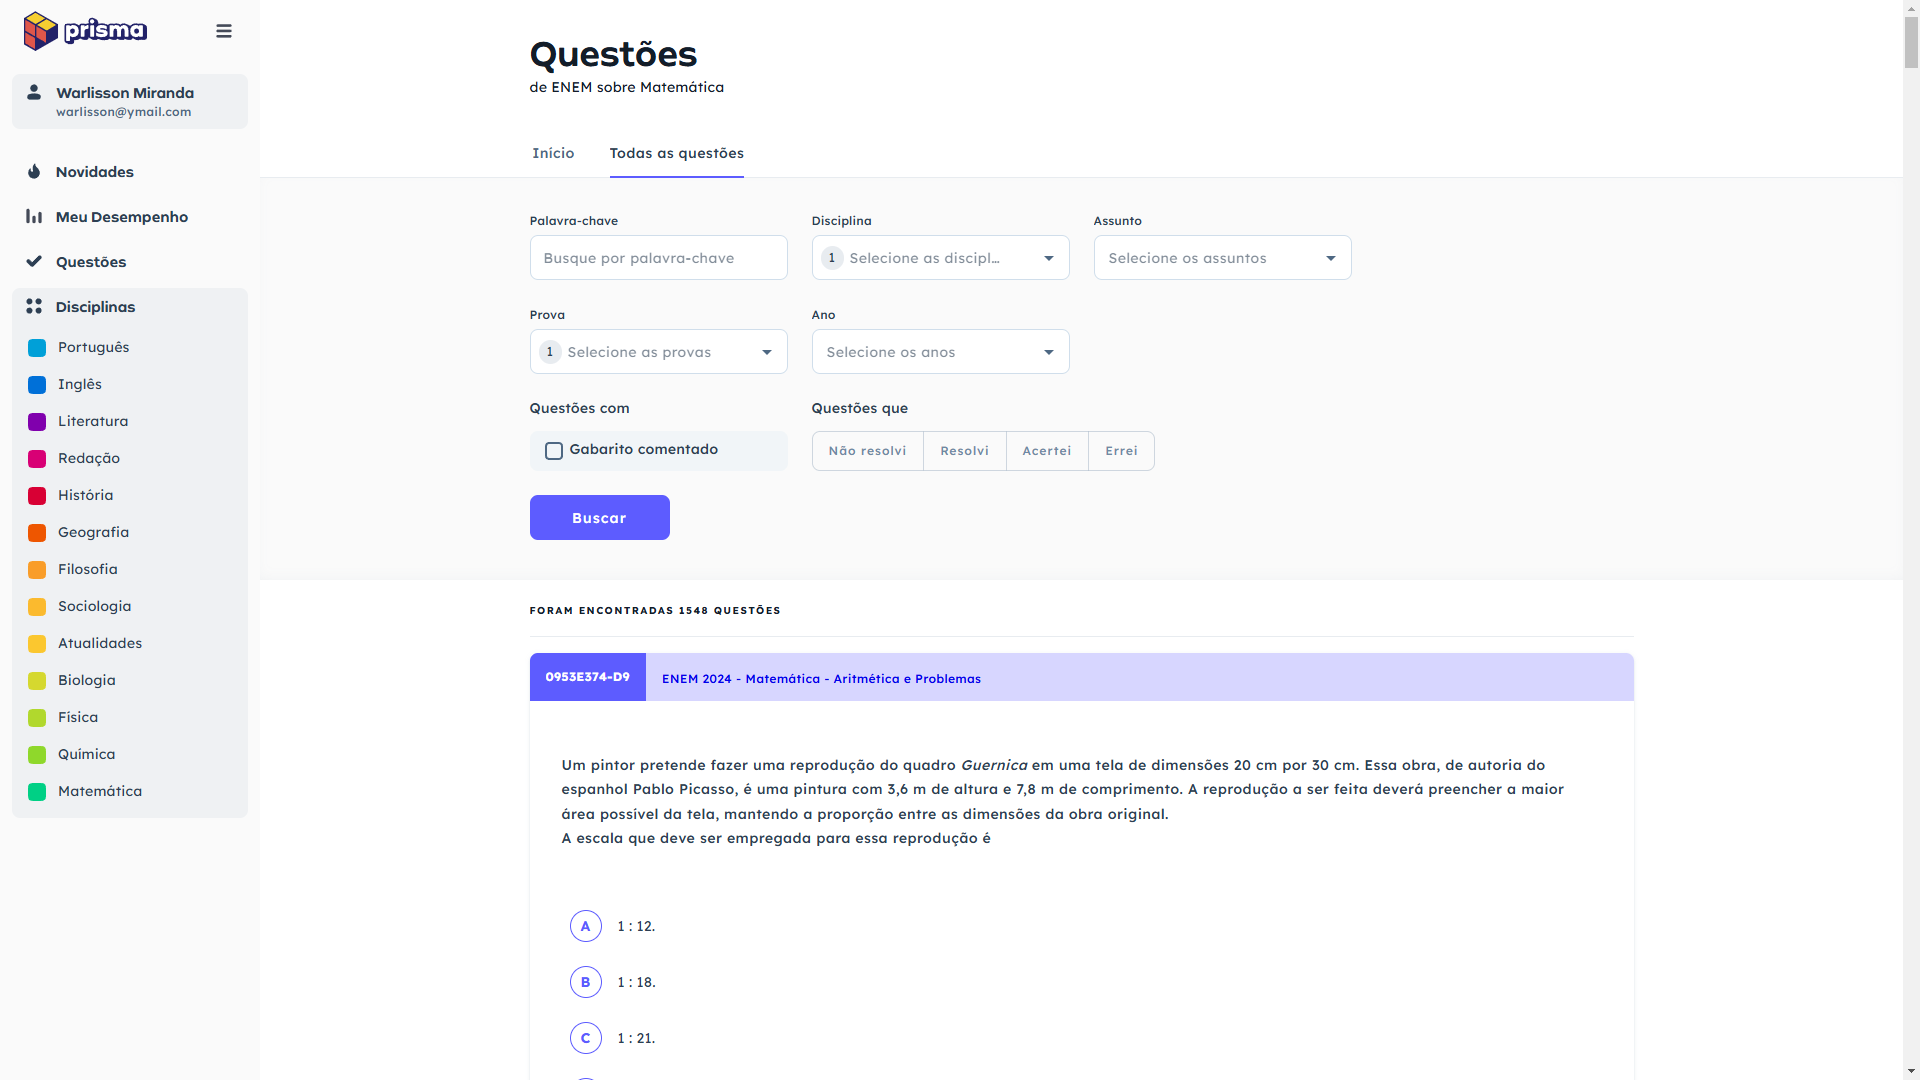 prisma
Warlisson Miranda
warlisson@ymail.com
Novidades
Meu Desempenho
Questões
Disciplinas
Português
Inglês
Literatura
Redação
História
Geografia
Filosofia
Sociologia
Atualidades
Biologia
Física
Química
Matemática
Questões
de ENEM sobre Matemática
Início
Todas as questões
Palavra-chave
Busque por palavra-chave
Disciplina
1 Selecione as discipl...
Assunto
Selecione os assuntos
Prova
1 Selecione as provas
Ano
Selecione os anos
Questões com
Gabarito comentado
Questões que
Não resolvi
Resolvi
Acertei
Errei
Buscar
FORAM ENCONTRADAS 1548 QUESTÕES
0953E374-D9
ENEM 2024 - Matemática - Aritmética e Problemas
Um pintor pretende fazer uma reprodução do quadro Guernica em uma tela de dimensões 20 cm por 30 cm. Essa obra, de autoria do
espanhol Pablo Picasso, é uma pintura com 3,6 m de altura e 7,8 m de comprimento. A reprodução a ser feita deverá preencher a maior
área possível da tela, mantendo a proporção entre as dimensões da obra original.
A escala que deve ser empregada para essa reprodução é
A 1 : 12.
B 1 : 18.
C 1 : 21.